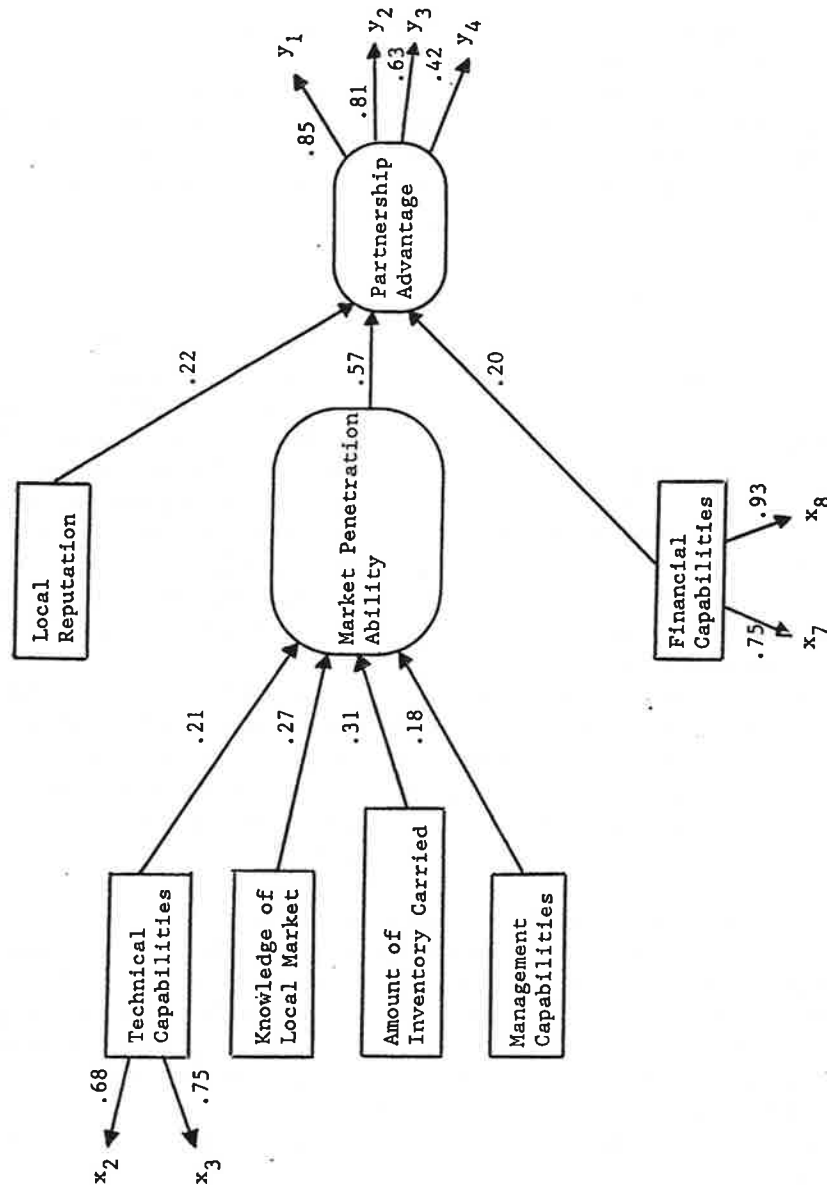 Local
Reputation
.22
Technical
Capabilities
.68
x2
.75
x3
.21
Knowledge of
Local Market
.27
Amount of
Inventory Carried
.31
Management
Capabilities
.18
Market Penetration
Ability
.57
Partnership
Advantage
.85
y1
.81
y2
.63
y3
.42
y4
.20
Financial
Capabilities
.75
x7
.93
x8